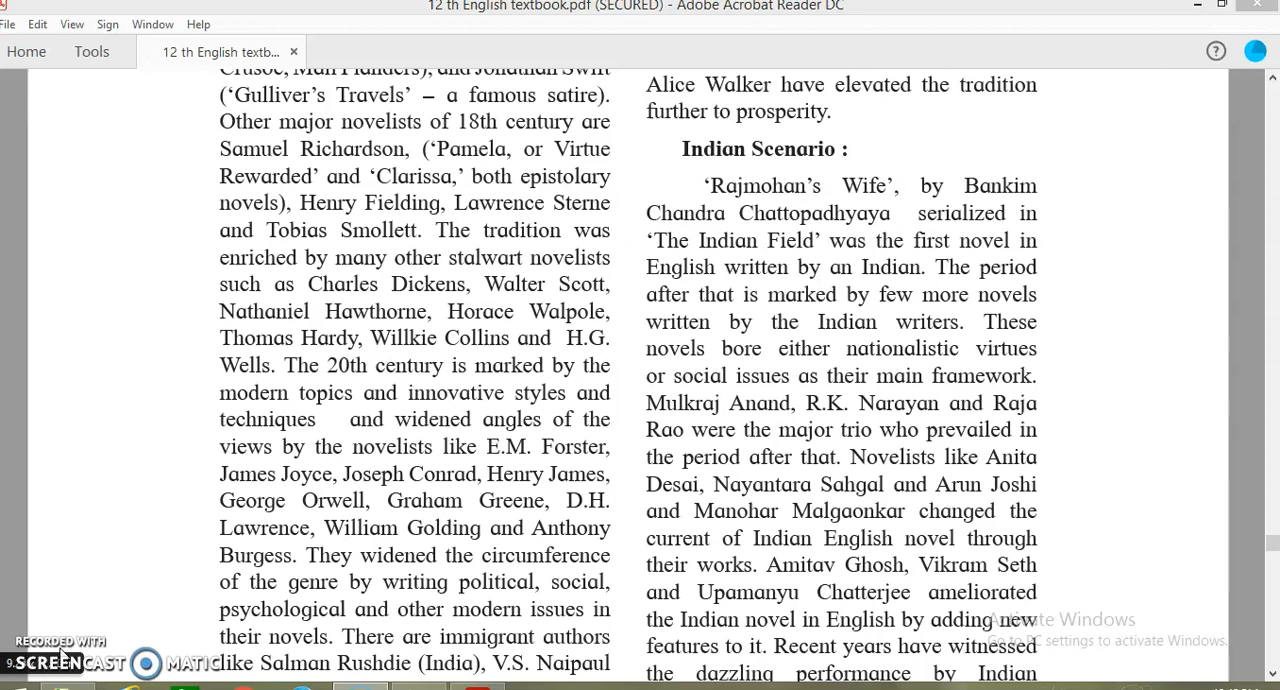 12 th English textbook.pdf (SECURED) - Adobe Acrobat Reader DC
File Edit View Sign Window Help
Home Tools 12 th English textb... ×
Crusoe, Man Flanders), and Jonathan Swift
('Gulliver's Travels' – a famous satire).
Other major novelists of 18th century are
Samuel Richardson, ('Pamela, or Virtue
Rewarded' and 'Clarissa,' both epistolary
novels), Henry Fielding, Lawrence Sterne
and Tobias Smollett. The tradition was
enriched by many other stalwart novelists
such as Charles Dickens, Walter Scott,
Nathaniel Hawthorne, Horace Walpole,
Thomas Hardy, Willkie Collins and H.G.
Wells. The 20th century is marked by the
modern topics and innovative styles and
techniques and widened angles of the
views by the novelists like E.M. Forster,
James Joyce, Joseph Conrad, Henry James,
George Orwell, Graham Greene, D.H.
Lawrence, William Golding and Anthony
Burgess. They widened the circumference
of the genre by writing political, social,
psychological and other modern issues in
their novels. There are immigrant authors
like Salman Rushdie (India), V.S. Naipaul
Alice Walker have elevated the tradition
further to prosperity.
Indian Scenario :
'Rajmohan's Wife', by Bankim
Chandra Chattopadhyaya serialized in
'The Indian Field' was the first novel in
English written by an Indian. The period
after that is marked by few more novels
written by the Indian writers. These
novels bore either nationalistic virtues
or social issues as their main framework.
Mulkraj Anand, R.K. Narayan and Raja
Rao were the major trio who prevailed in
the period after that. Novelists like Anita
Desai, Nayantara Sahgal and Arun Joshi
and Manohar Malgaonkar changed the
current of Indian English novel through
their works. Amitav Ghosh, Vikram Seth
and Upamanyu Chatterjee ameliorated
the Indian novel in English by adding new
features to it. Recent years have witnessed
the dazzling performance by Indian
Activate Windows
Go to PC settings to activate Windows.
RECORDED WITH
SCREENCAST MATIC